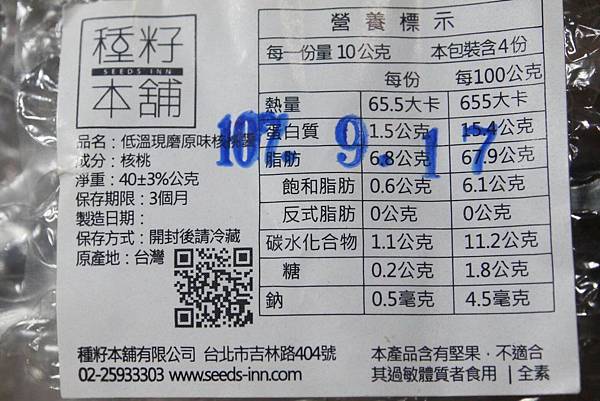 種籽
SEEDS INN
本舖
品名：低溫現磨原味核桃醬
成分：核桃
淨重：40±3%公克
保存期限：3個月
製造日期：
保存方式：開封後請冷藏
原產地：台灣
107. 9. 17
營養標示
每一份量10公克 本包裝含4份
每份 每100公克
熱量 65.5大卡 655大卡
蛋白質 1.5公克 15.4公克
脂肪 6.8公克 67.9公克
飽和脂肪 0.6公克 6.1公克
反式脂肪 0公克 0公克
碳水化合物 1.1公克 11.2公克
糖 0.2公克 1.8公克
鈉 0.5毫克 4.5毫克
種籽本舖有限公司 台北市吉林路404號
02-25933303 www.seeds-inn.com
本產品含有堅果，不適合
其過敏體質者食用 | 全素